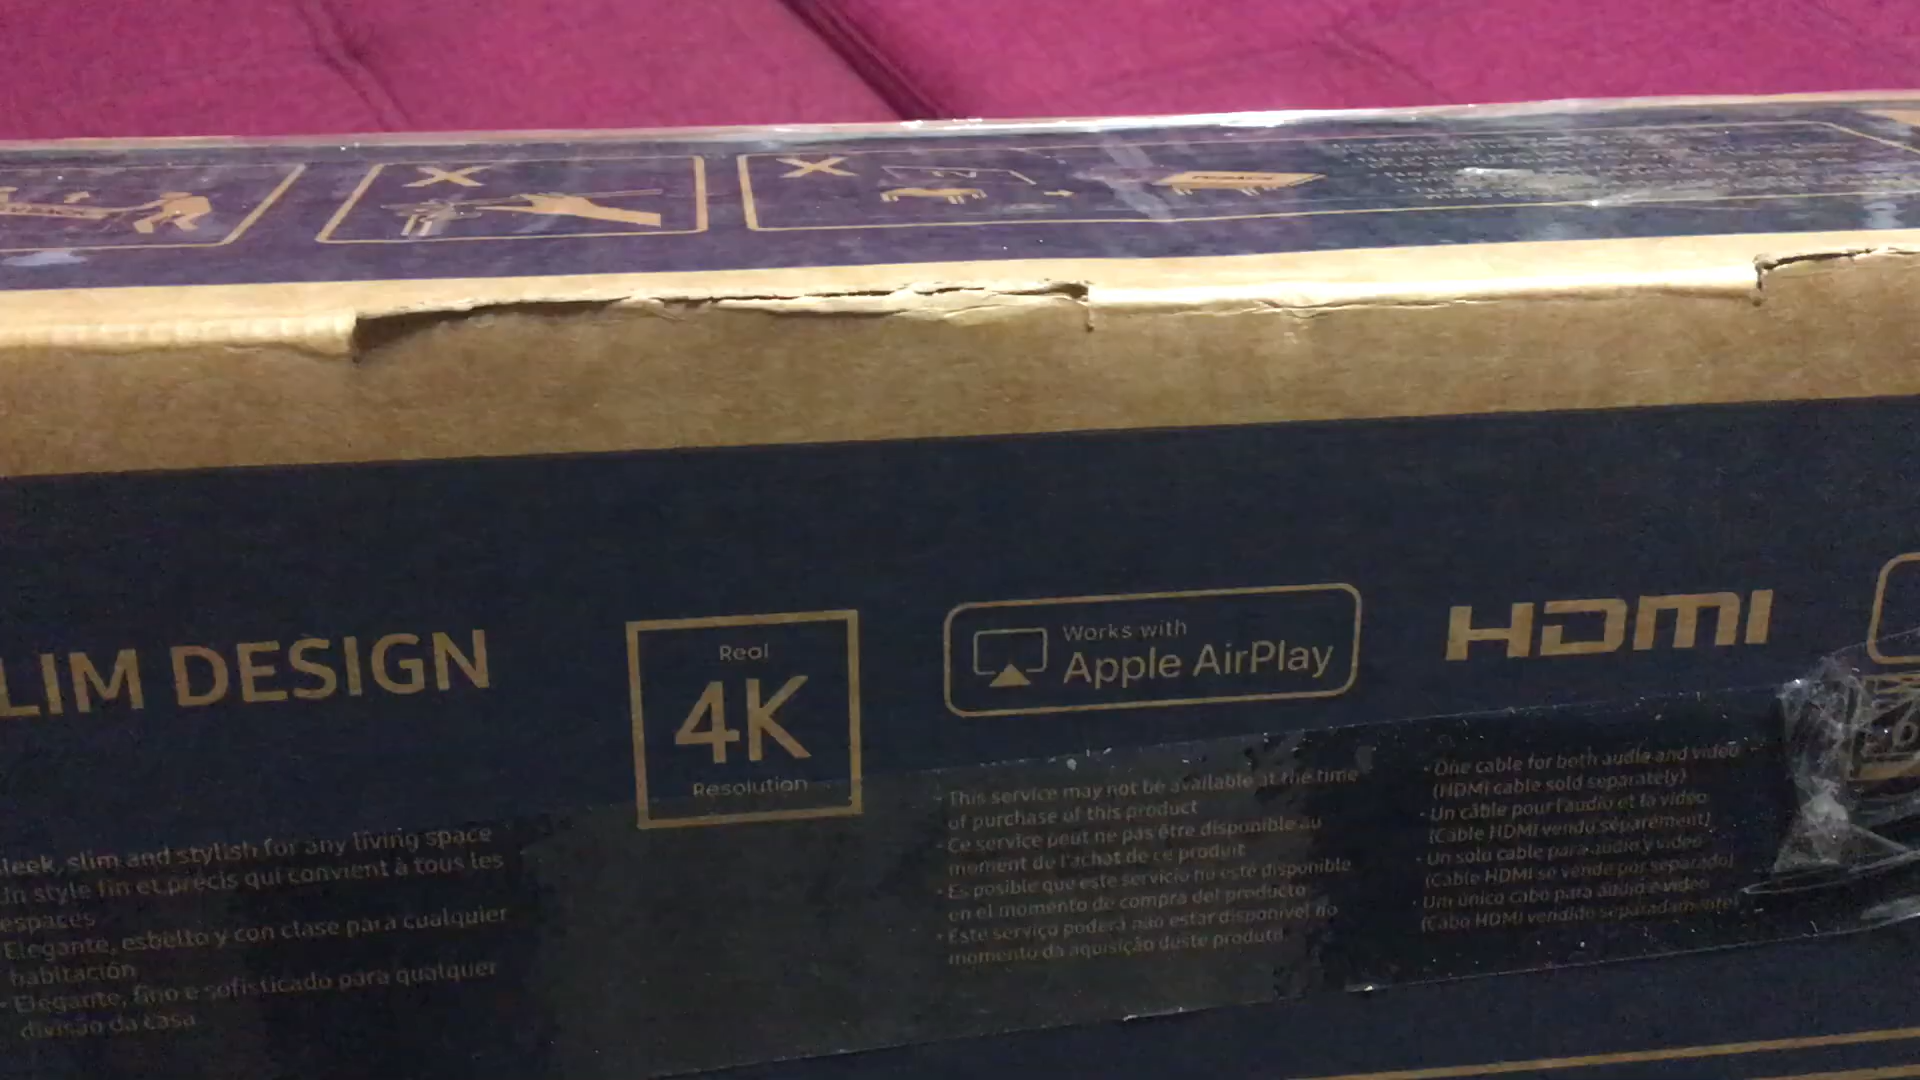 LIM DESIGN
leek, slim and stylish for any living space
Un style fin et précis qui convient à tous les
espaces
Elegante, esbelto y con clase para cualquier
habitación
• Elegante, fino e sofisticado para qualquer
divisão da casa
Real
4K
Resolution
Works with
Apple AirPlay
• This service may not be available at the time
of purchase of this product
• Ce service peut ne pas être disponible au
moment de l'achat de ce produit
• Es posible que este servicio no esté disponible
en el momento de compra del producto
• Este serviço poderá não estar disponível no
momento da aquisição deste produto
HDMI
• One cable for both audio and video
(HDMI cable sold separately)
• Un câble pour l'audio et la vidéo
(Câble HDMI vendu séparément)
• Un solo cable para audio y video
(Cable HDMI se vende por separado)
• Um único cabo para áudio e vídeo
(Cabo HDMI vendido separadamente)